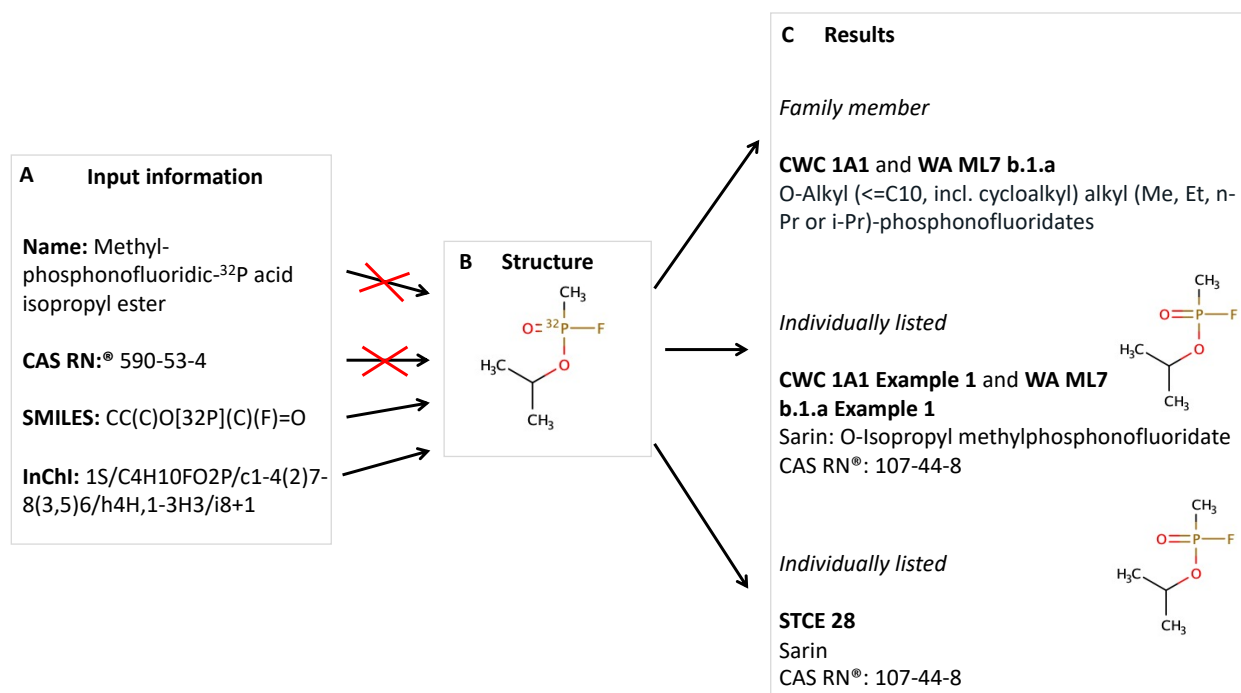 A Input information
Name: Methyl-
phosphonofluoridic-³²P acid
isopropyl ester
CAS RN:® 590-53-4
SMILES: CC(C)O[32P](C)(F)=O
InChI: 1S/C4H10FO2P/c1-4(2)7-
8(3,5)6/h4H,1-3H3/i8+1
B Structure
CH₃
O=³²P—F
O
H₃C
CH₃
C Results
Family member
CWC 1A1 and WA ML7 b.1.a
O-Alkyl (<=C10, incl. cycloalkyl) alkyl (Me, Et, n-
Pr or i-Pr)-phosphonofluoridates
Individually listed
CWC 1A1 Example 1 and WA ML7
b.1.a Example 1
Sarin: O-Isopropyl methylphosphonofluoridate
CAS RN®: 107-44-8
CH₃
O=P—F
O
H₃C
CH₃
Individually listed
STCE 28
Sarin
CAS RN®: 107-44-8
CH₃
O=P—F
O
H₃C
CH₃